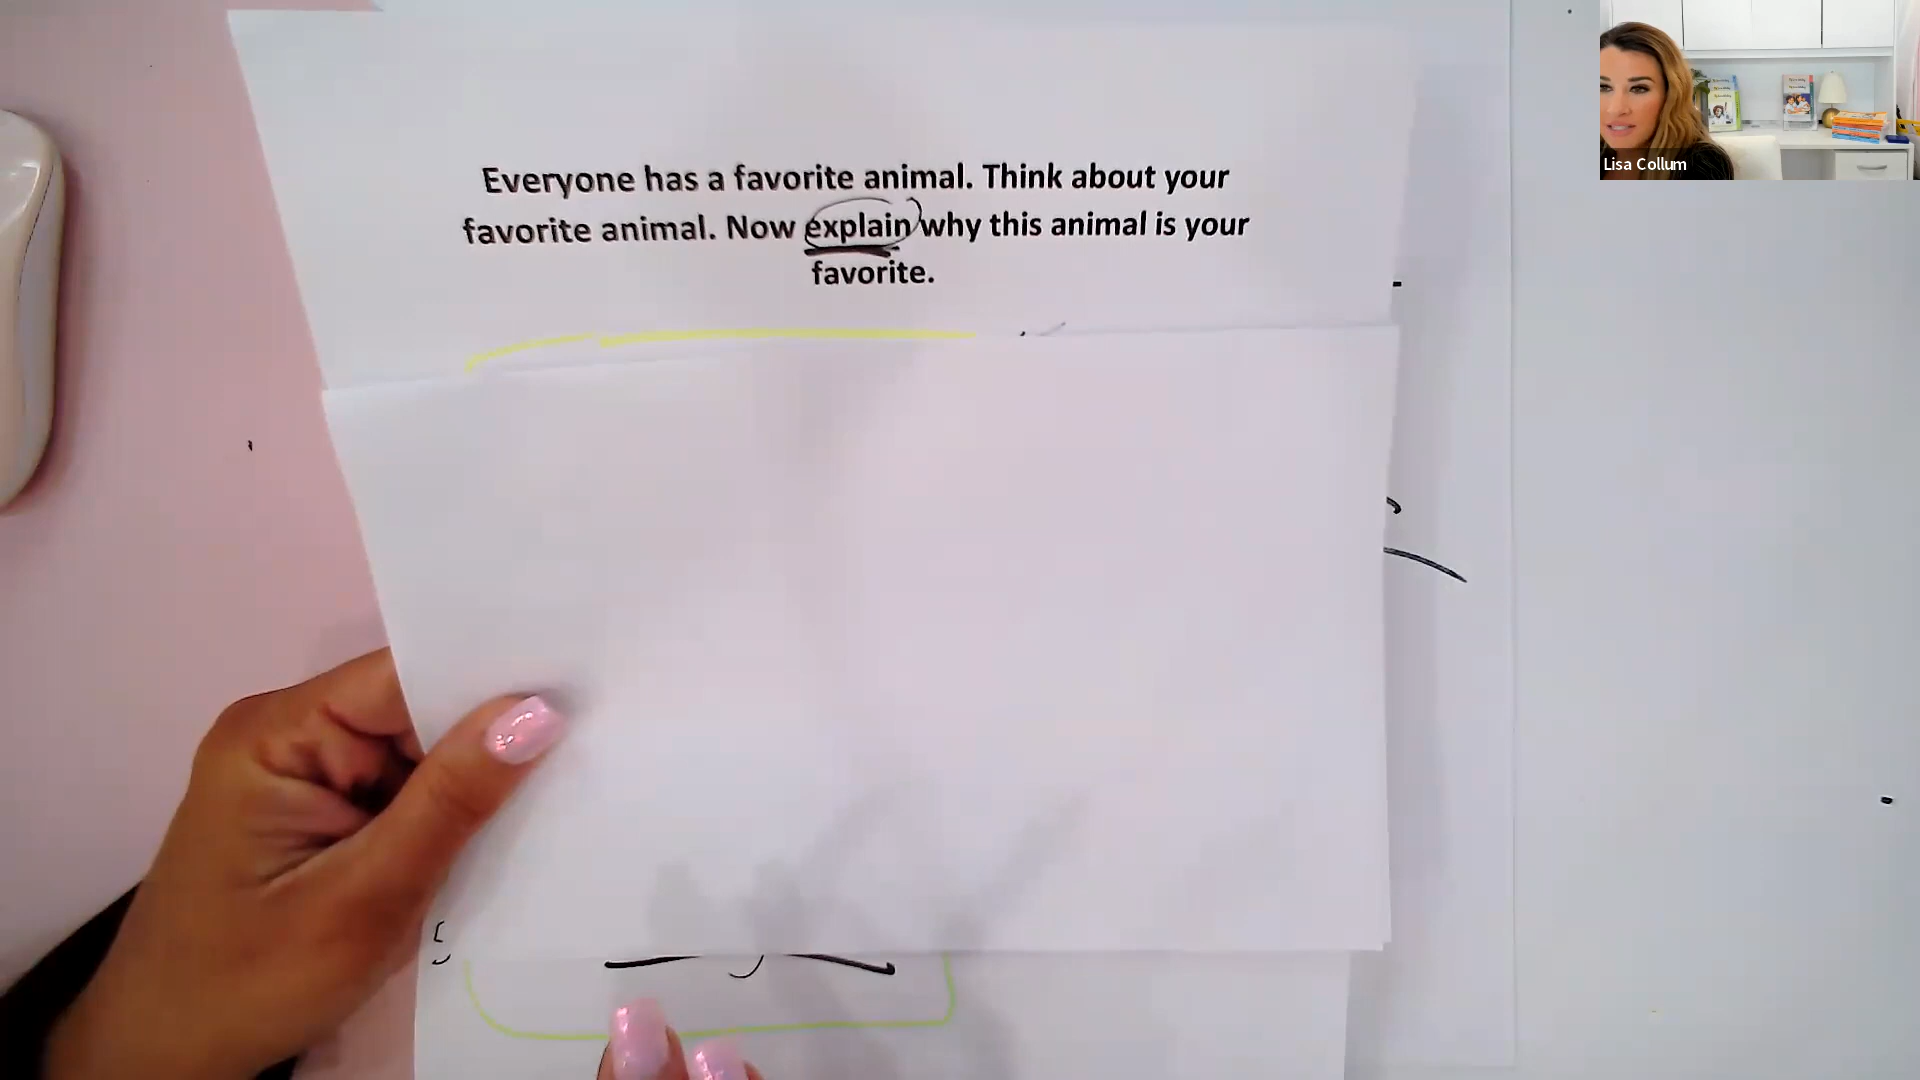 Everyone has a favorite animal. Think about your
favorite animal. Now explain why this animal is your
favorite.
Lisa Collum